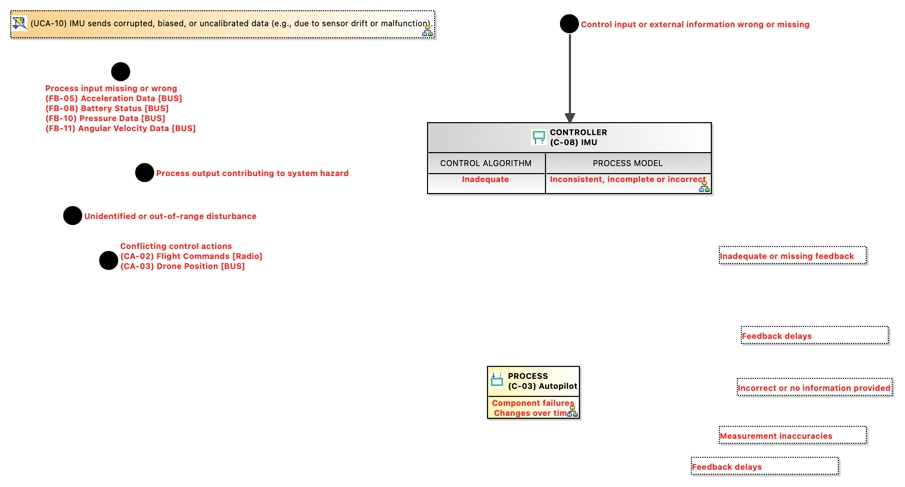 (UCA-10) IMU sends corrupted, biased, or uncalibrated data (e.g., due to sensor drift or malfunction)
Control input or external information wrong or missing
Process input missing or wrong
(FB-05) Acceleration Data [BUS]
(FB-08) Battery Status [BUS]
(FB-10) Pressure Data [BUS]
(FB-11) Angular Velocity Data [BUS]
CONTROLLER
(C-08) IMU
CONTROL ALGORITHM
PROCESS MODEL
Inadequate
Inconsistent, incomplete or incorrect
Process output contributing to system hazard
Unidentified or out-of-range disturbance
Conflicting control actions
(CA-02) Flight Commands [Radio]
(CA-03) Drone Position [BUS]
Inadequate or missing feedback
Feedback delays
PROCESS
(C-03) Autopilot
Component failures
Changes over time
Incorrect or no information provided
Measurement inaccuracies
Feedback delays